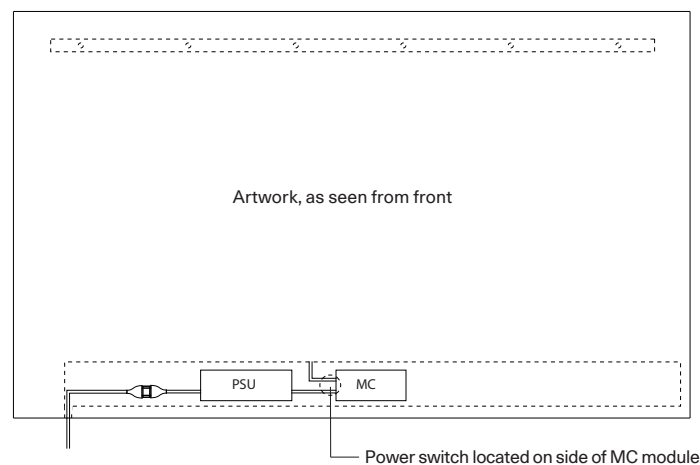 Artwork, as seen from front
PSU
MC
Power switch located on side of MC module